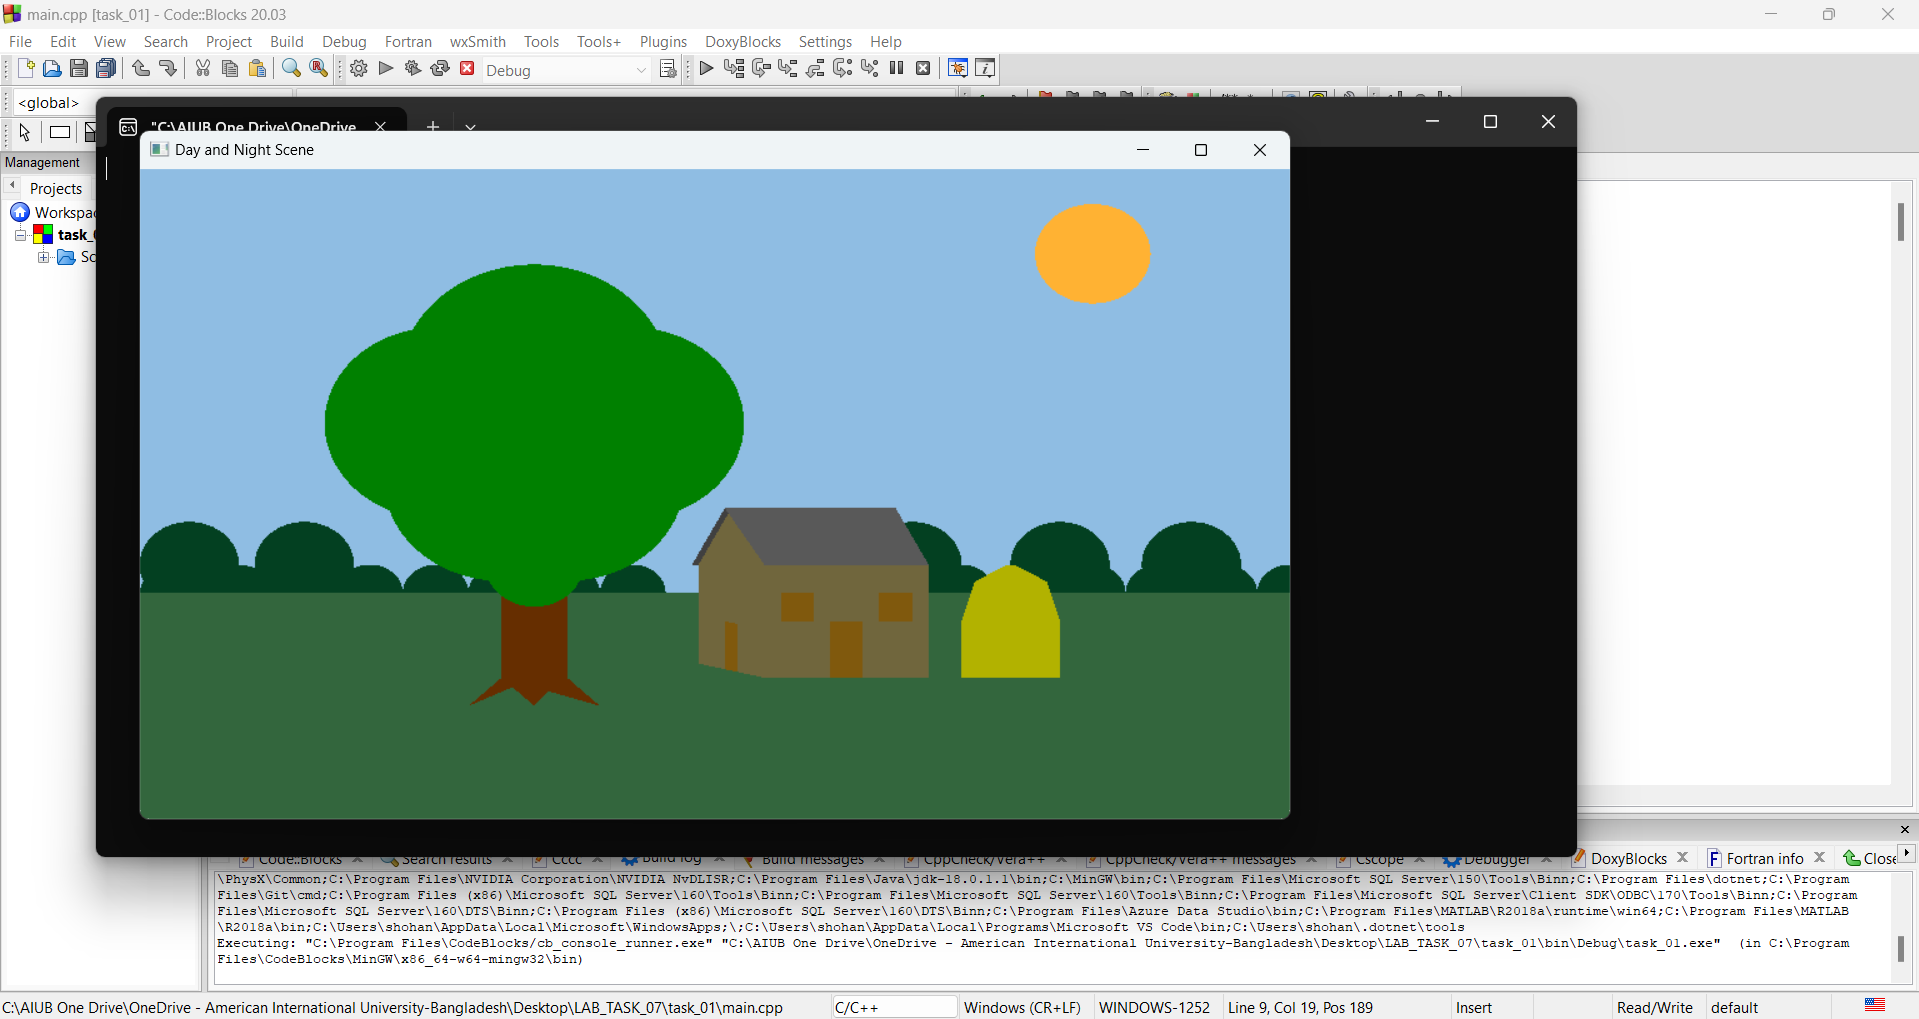 main.cpp [task_01] - Code::Blocks 20.03
File Edit View Search Project Build Debug Fortran wxSmith Tools Tools+ Plugins DoxyBlocks Settings Help
Debug
<global>
"C:\AIUB One Drive\OneDrive
Day and Night Scene
Management
Projects
Workspa
task_
So
Code::Blocks Search results Cccc Build log Build messages CppCheck/Vera++ CppCheck/Vera++ messages Cscope Debugger DoxyBlocks Fortran info Close
\PhysX\Common;C:\Program Files\NVIDIA Corporation\NVIDIA NvDLISR;C:\Program Files\Java\jdk-18.0.1.1\bin;C:\MinGW\bin;C:\Program Files\Microsoft SQL Server\150\Tools\Binn;C:\Program Files\dotnet;C:\Program
Files\Git\cmd;C:\Program Files (x86)\Microsoft SQL Server\160\Tools\Binn;C:\Program Files\Microsoft SQL Server\160\Tools\Binn;C:\Program Files\Microsoft SQL Server\Client SDK\ODBC\170\Tools\Binn;C:\Program
Files\Microsoft SQL Server\160\DTS\Binn;C:\Program Files (x86)\Microsoft SQL Server\160\DTS\Binn;C:\Program Files\Azure Data Studio\bin;C:\Program Files\MATLAB\R2018a\runtime\win64;C:\Program Files\MATLAB
\R2018a\bin;C:\Users\shohan\AppData\Local\Microsoft\WindowsApps;\;C:\Users\shohan\AppData\Local\Programs\Microsoft VS Code\bin;C:\Users\shohan\.dotnet\tools
Executing: "C:\Program Files\CodeBlocks/cb_console_runner.exe" "C:\AIUB One Drive\OneDrive - American International University-Bangladesh\Desktop\LAB_TASK_07\task_01\bin\Debug\task_01.exe" (in C:\Program
Files\CodeBlocks\MinGW\x86_64-w64-mingw32\bin)
C:\AIUB One Drive\OneDrive - American International University-Bangladesh\Desktop\LAB_TASK_07\task_01\main.cpp C/C++ Windows (CR+LF) WINDOWS-1252 Line 9, Col 19, Pos 189 Insert Read/Write default